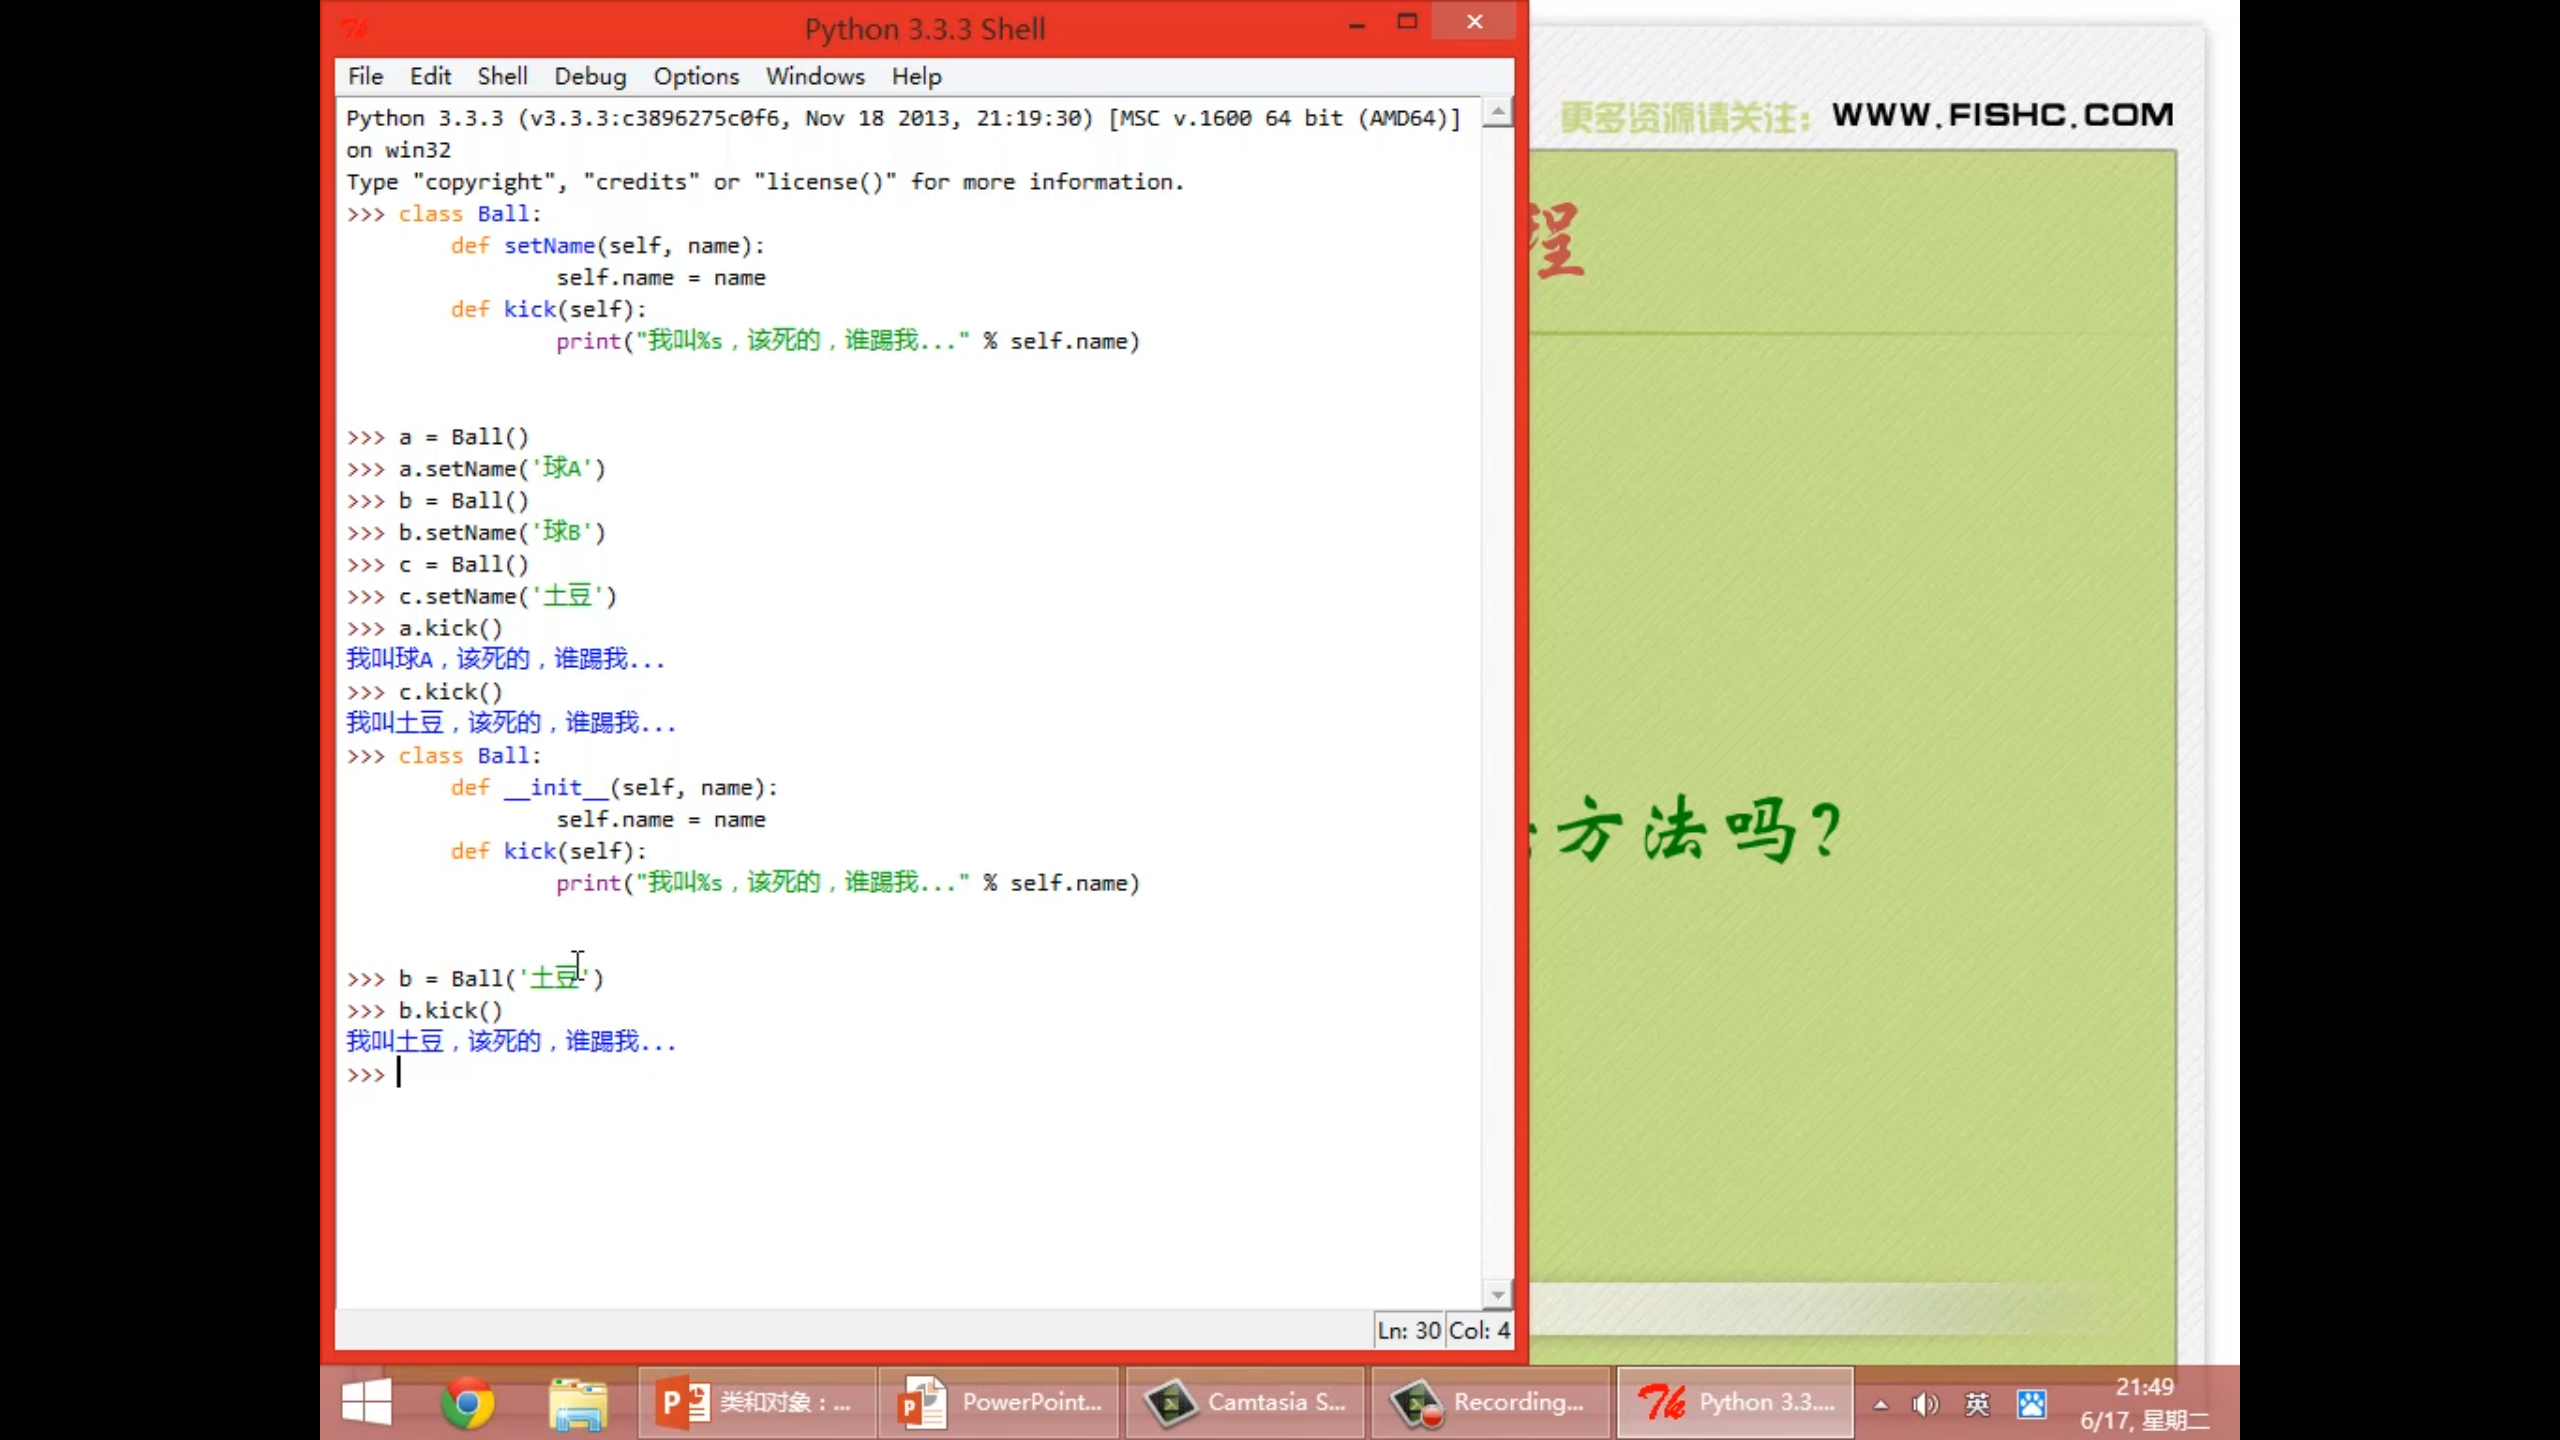 Python 3.3.3 Shell
File Edit Shell Debug Options Windows Help
Python 3.3.3 (v3.3.3:c3896275c0f6, Nov 18 2013, 21:19:30) [MSC v.1600 64 bit (AMD64)]
on win32
Type "copyright", "credits" or "license()" for more information.
>>> class Ball:
def setName(self, name):
self.name = name
def kick(self):
print("我叫%s，该死的，谁踢我..." % self.name)
>>> a = Ball()
>>> a.setName('球A')
>>> b = Ball()
>>> b.setName('球B')
>>> c = Ball()
>>> c.setName('土豆')
>>> a.kick()
我叫球A，该死的，谁踢我...
>>> c.kick()
我叫土豆，该死的，谁踢我...
>>> class Ball:
def __init__(self, name):
self.name = name
def kick(self):
print("我叫%s，该死的，谁踢我..." % self.name)
>>> b = Ball('土豆')
>>> b.kick()
我叫土豆，该死的，谁踢我...
>>>
Ln: 30 Col: 4
更多资源请关注：WWW.FISHC.COM
程
方法吗？
类和对象：...
PowerPoint...
Camtasia S...
Recording...
Python 3.3....
英
21:49
6/17, 星期二